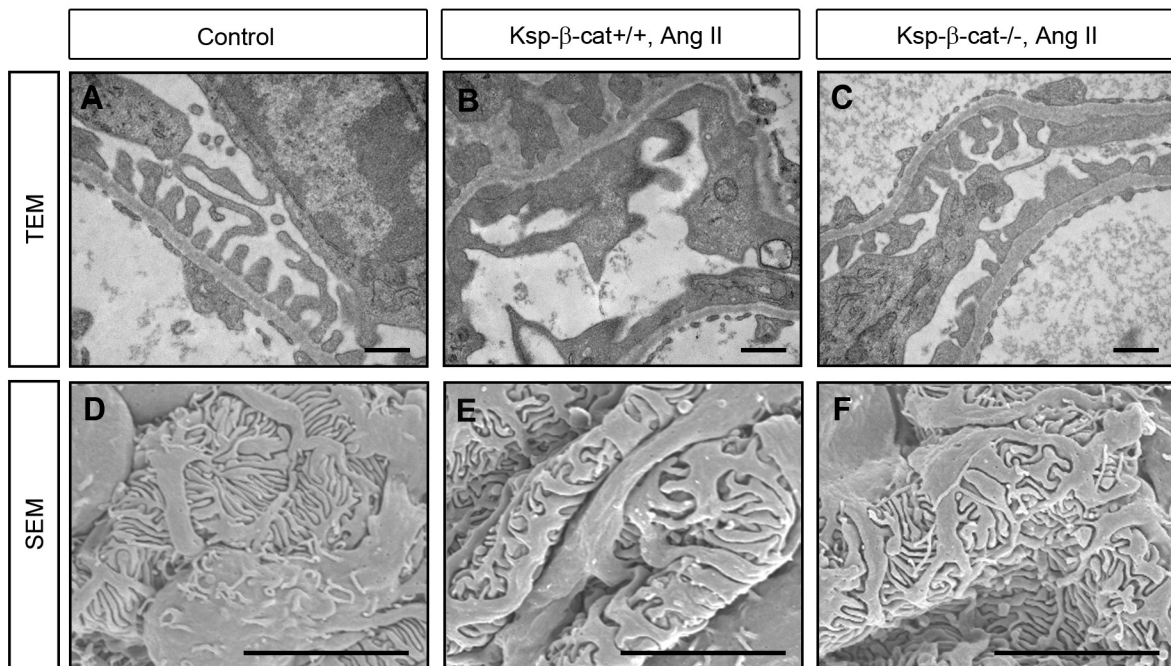 Control
Ksp-β-cat+/+, Ang II
Ksp-β-cat-/-, Ang II
TEM
A
B
C
SEM
D
E
F